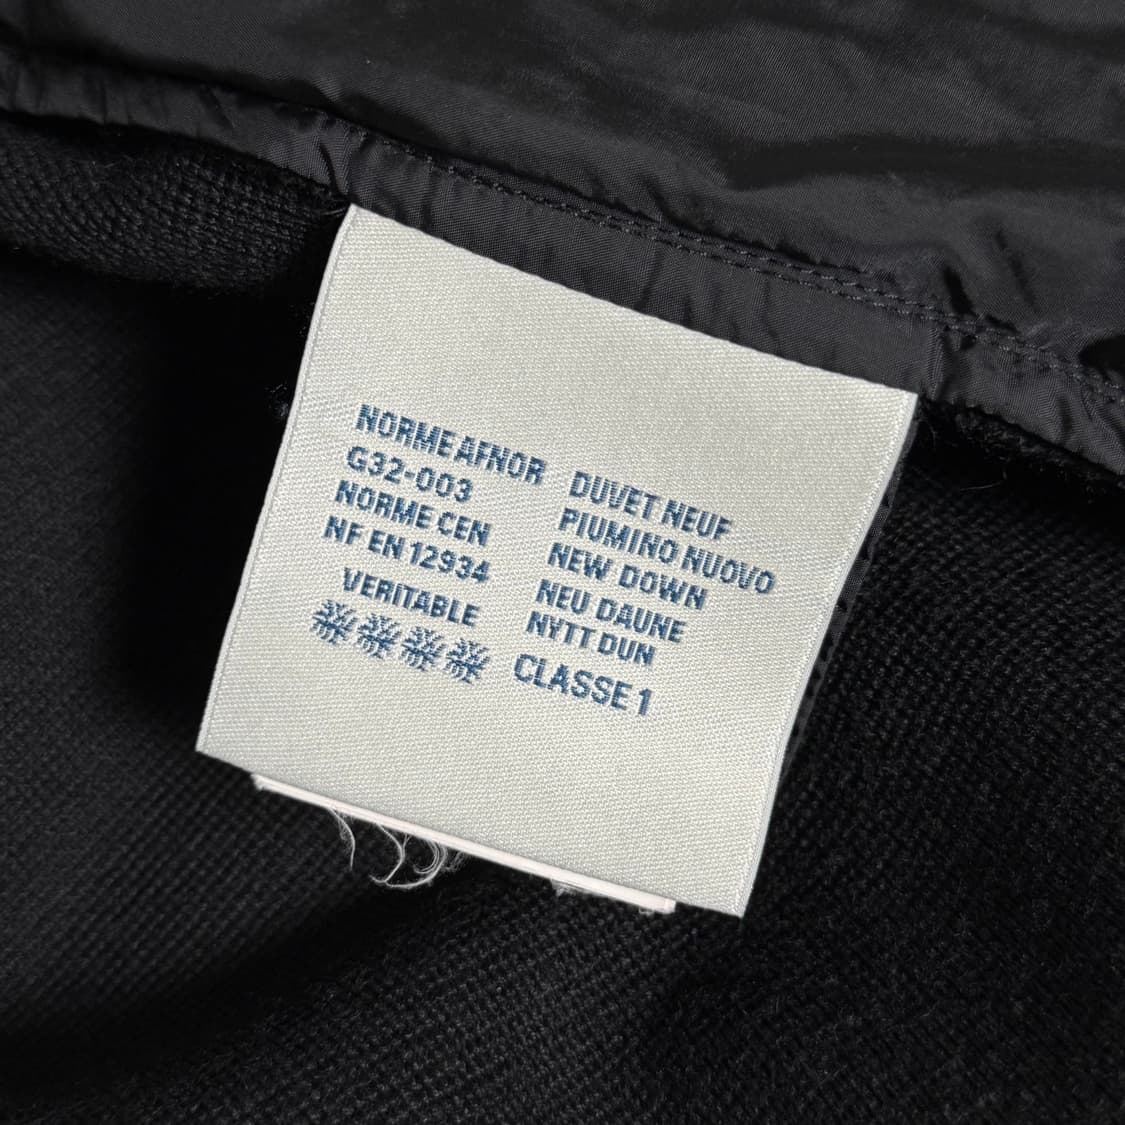 NORME AFNOR
G32-003
NORME CEN
NF EN 12934
VERITABLE
DUVET NEUF
PIUMINO NUOVO
NEW DOWN
NEU DAUNE
NYTT DUN
CLASSE 1